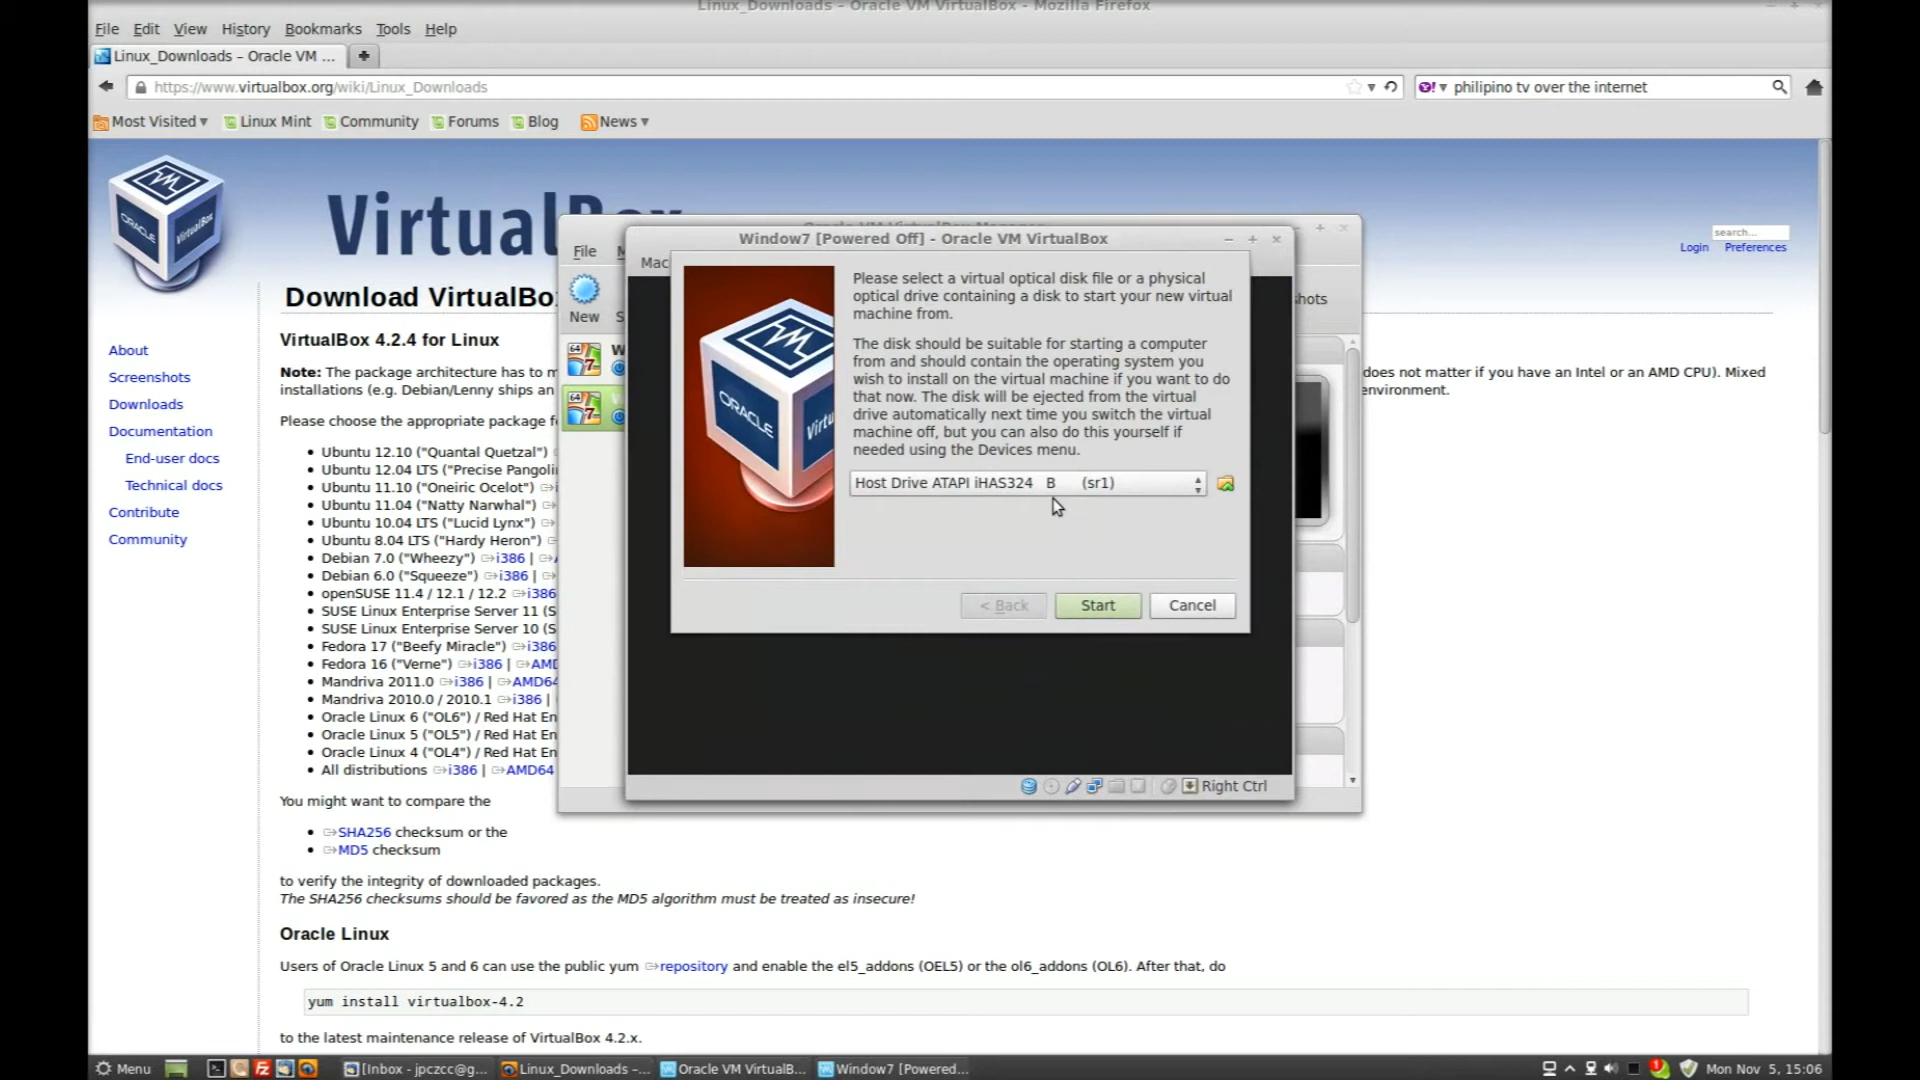 Linux_Downloads – Oracle VM VirtualBox - Mozilla Firefox
File Edit View History Bookmarks Tools Help
Linux_Downloads – Oracle VM ...
https://www.virtualbox.org/wiki/Linux_Downloads
philipino tv over the internet
Most Visited Linux Mint Community Forums Blog News
VirtualBox
search...
Login Preferences
About
Screenshots
Downloads
Documentation
End-user docs
Technical docs
Contribute
Community
Download VirtualBo
VirtualBox 4.2.4 for Linux
Note: The package architecture has to m
does not matter if you have an Intel or an AMD CPU). Mixed
installations (e.g. Debian/Lenny ships an
environment.
Please choose the appropriate package f
Ubuntu 12.10 ("Quantal Quetzal")
Ubuntu 12.04 LTS ("Precise Pangoli
Ubuntu 11.10 ("Oneiric Ocelot")
Ubuntu 11.04 ("Natty Narwhal")
Ubuntu 10.04 LTS ("Lucid Lynx")
Ubuntu 8.04 LTS ("Hardy Heron")
Debian 7.0 ("Wheezy") i386 |
Debian 6.0 ("Squeeze") i386 |
openSUSE 11.4 / 12.1 / 12.2 i386
SUSE Linux Enterprise Server 11 (S
SUSE Linux Enterprise Server 10 (S
Fedora 17 ("Beefy Miracle") i386
Fedora 16 ("Verne") i386 | AMD
Mandriva 2011.0 i386 | AMD64
Mandriva 2010.0 / 2010.1 i386 |
Oracle Linux 6 ("OL6") / Red Hat En
Oracle Linux 5 ("OL5") / Red Hat En
Oracle Linux 4 ("OL4") / Red Hat En
All distributions i386 | AMD64
You might want to compare the
SHA256 checksum or the
MD5 checksum
to verify the integrity of downloaded packages.
The SHA256 checksums should be favored as the MD5 algorithm must be treated as insecure!
Oracle Linux
Users of Oracle Linux 5 and 6 can use the public yum repository and enable the el5_addons (OEL5) or the ol6_addons (OL6). After that, do
yum install virtualbox-4.2
to the latest maintenance release of VirtualBox 4.2.x.
Oracle VM VirtualBox Manager
File M
New S
hots
Window7 [Powered Off] - Oracle VM VirtualBox
Mac
ORACLE
Please select a virtual optical disk file or a physical
optical drive containing a disk to start your new virtual
machine from.
The disk should be suitable for starting a computer
from and should contain the operating system you
wish to install on the virtual machine if you want to do
that now. The disk will be ejected from the virtual
drive automatically next time you switch the virtual
machine off, but you can also do this yourself if
needed using the Devices menu.
Host Drive ATAPI iHAS324 B (sr1)
< Back Start Cancel
Right Ctrl
Menu [Inbox - jpczcc@g... Linux_Downloads –... Oracle VM VirtualB... Window7 [Powered... Mon Nov 5, 15:06